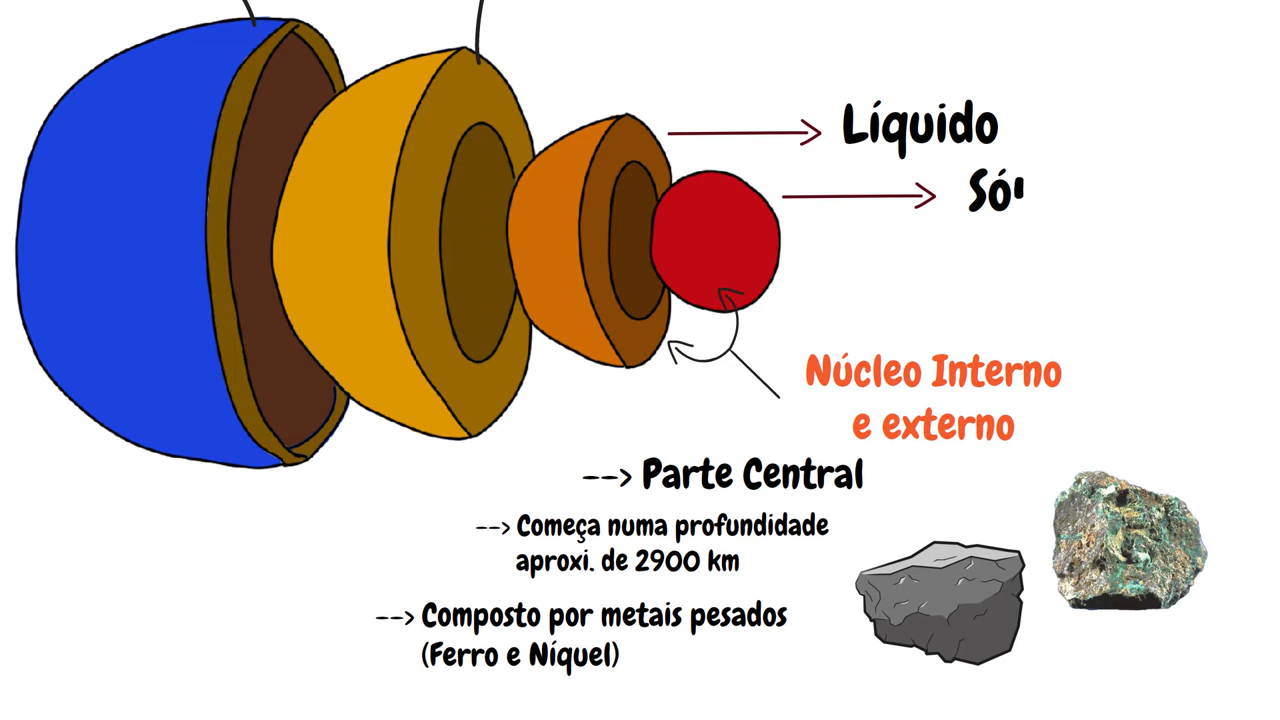 Líquido
Núcleo Interno
e externo
--> Parte Central
--> Começa numa profundidade
aproxi. de 2900 km
--> Composto por metais pesados
(Ferro e Níquel)